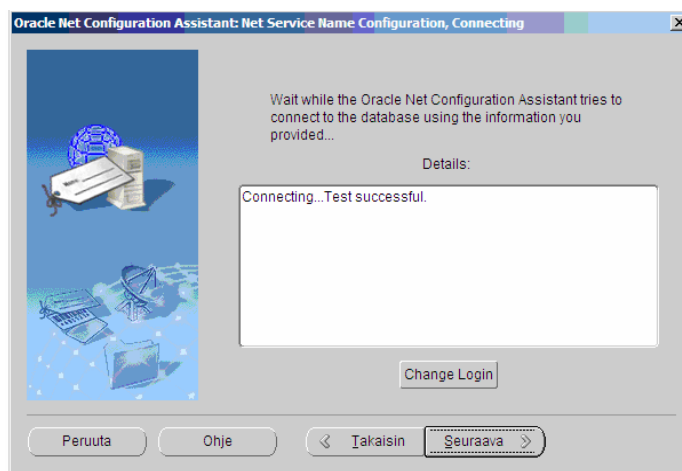 Oracle Net Configuration Assistant: Net Service Name Configuration, Connecting
Wait while the Oracle Net Configuration Assistant tries to
connect to the database using the information you
provided...
Details:
Connecting...Test successful.
Change Login
Peruuta
Ohje
Takaisin
Seuraava